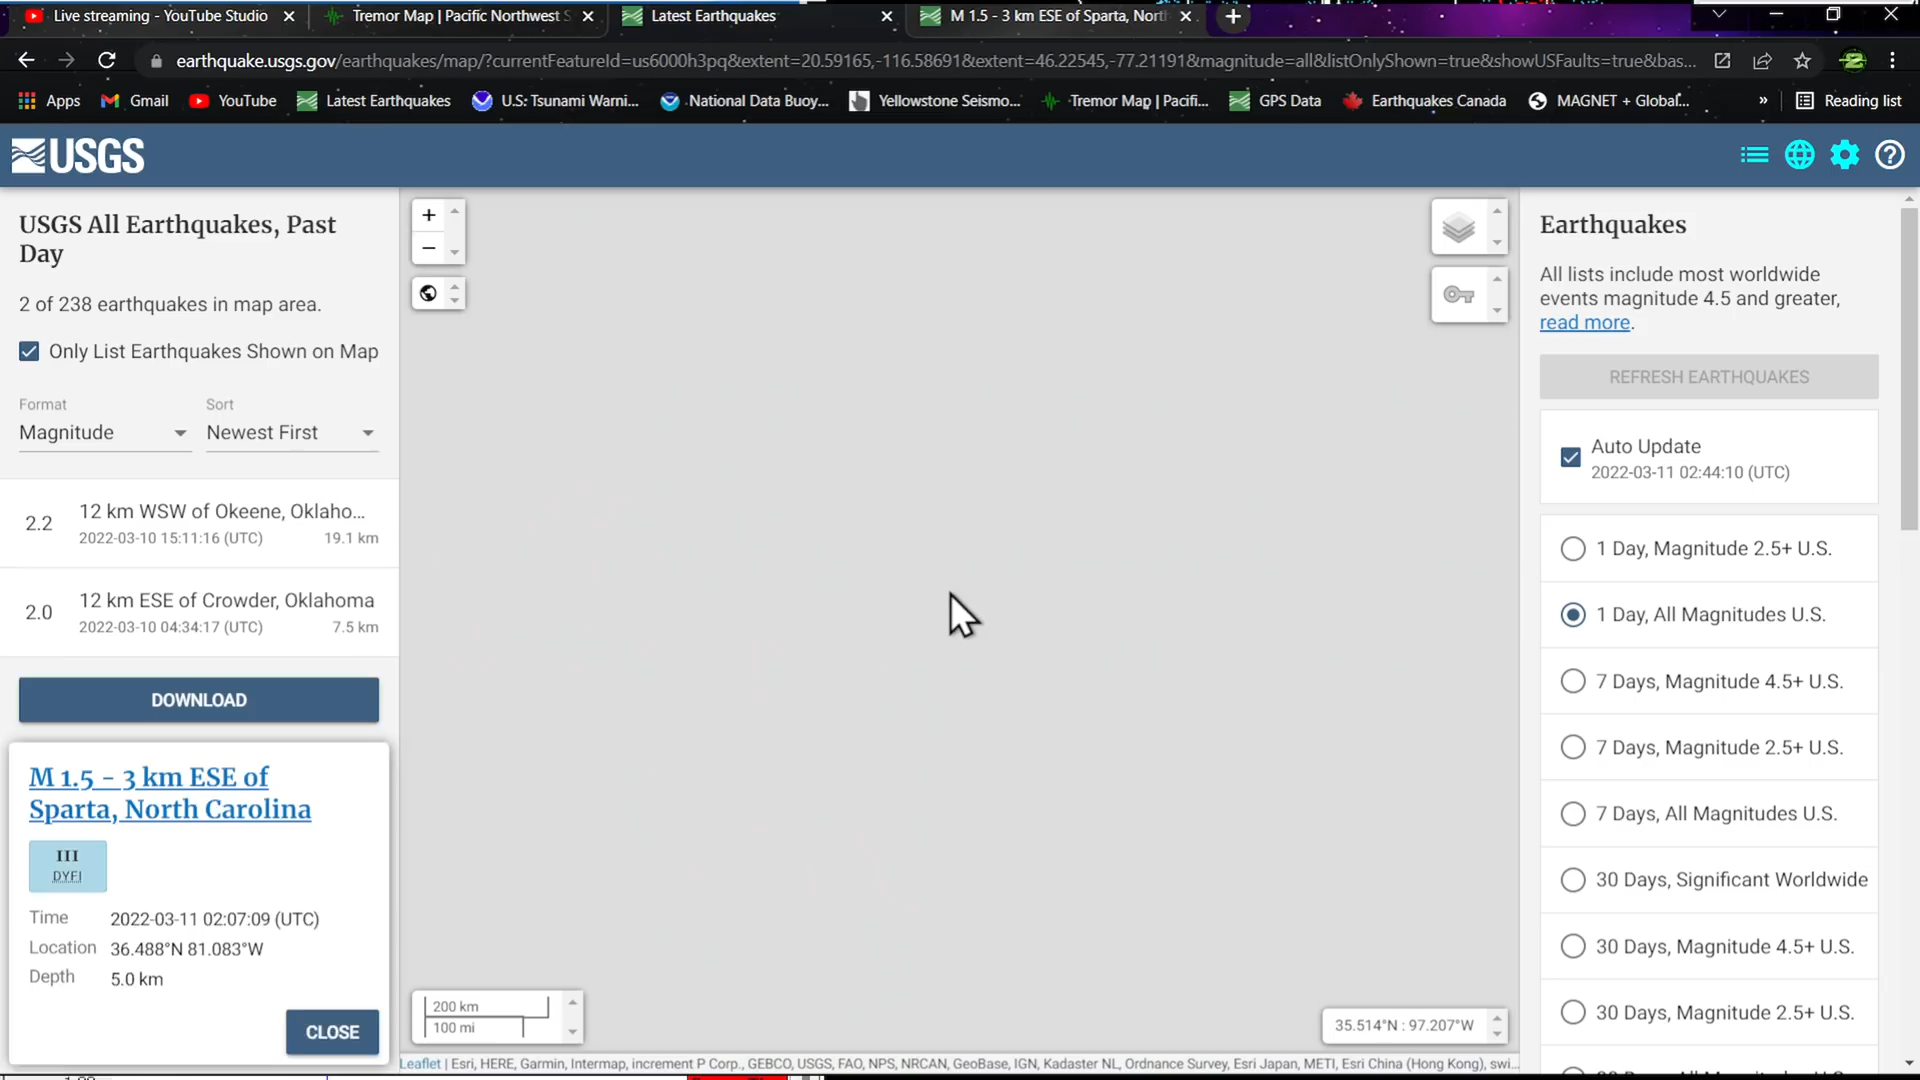 Live streaming - YouTube Studio
Tremor Map | Pacific Northwest S
Latest Earthquakes
M 1.5 - 3 km ESE of Sparta, North
earthquake.usgs.gov/earthquakes/map/?currentFeatureId=us6000h3pq&extent=20.59165,-116.58691&extent=46.22545,-77.21191&magnitude=all&listOnlyShown=true&showUSFaults=true&bas...
Apps
Gmail
YouTube
Latest Earthquakes
U.S. Tsunami Warni...
National Data Buoy...
Yellowstone Seismo...
Tremor Map | Pacifi...
GPS Data
Earthquakes Canada
MAGNET + Global...
»
Reading list
USGS
USGS All Earthquakes, Past
Day
2 of 238 earthquakes in map area.
Only List Earthquakes Shown on Map
Format
Magnitude
Sort
Newest First
2.2
12 km WSW of Okeene, Oklaho...
2022-03-10 15:11:16 (UTC)
19.1 km
2.0
12 km ESE of Crowder, Oklahoma
2022-03-10 04:34:17 (UTC)
7.5 km
DOWNLOAD
M 1.5 - 3 km ESE of
Sparta, North Carolina
III
DYFI
Time
2022-03-11 02:07:09 (UTC)
Location
36.488°N 81.083°W
Depth
5.0 km
CLOSE
+
−
200 km
100 mi
35.514°N : 97.207°W
Leaflet | Esri, HERE, Garmin, Intermap, increment P Corp., GEBCO, USGS, FAO, NPS, NRCAN, GeoBase, IGN, Kadaster NL, Ordnance Survey, Esri Japan, METI, Esri China (Hong Kong), swi...
Earthquakes
All lists include most worldwide
events magnitude 4.5 and greater,
read more.
REFRESH EARTHQUAKES
Auto Update
2022-03-11 02:44:10 (UTC)
1 Day, Magnitude 2.5+ U.S.
1 Day, All Magnitudes U.S.
7 Days, Magnitude 4.5+ U.S.
7 Days, Magnitude 2.5+ U.S.
7 Days, All Magnitudes U.S.
30 Days, Significant Worldwide
30 Days, Magnitude 4.5+ U.S.
30 Days, Magnitude 2.5+ U.S.